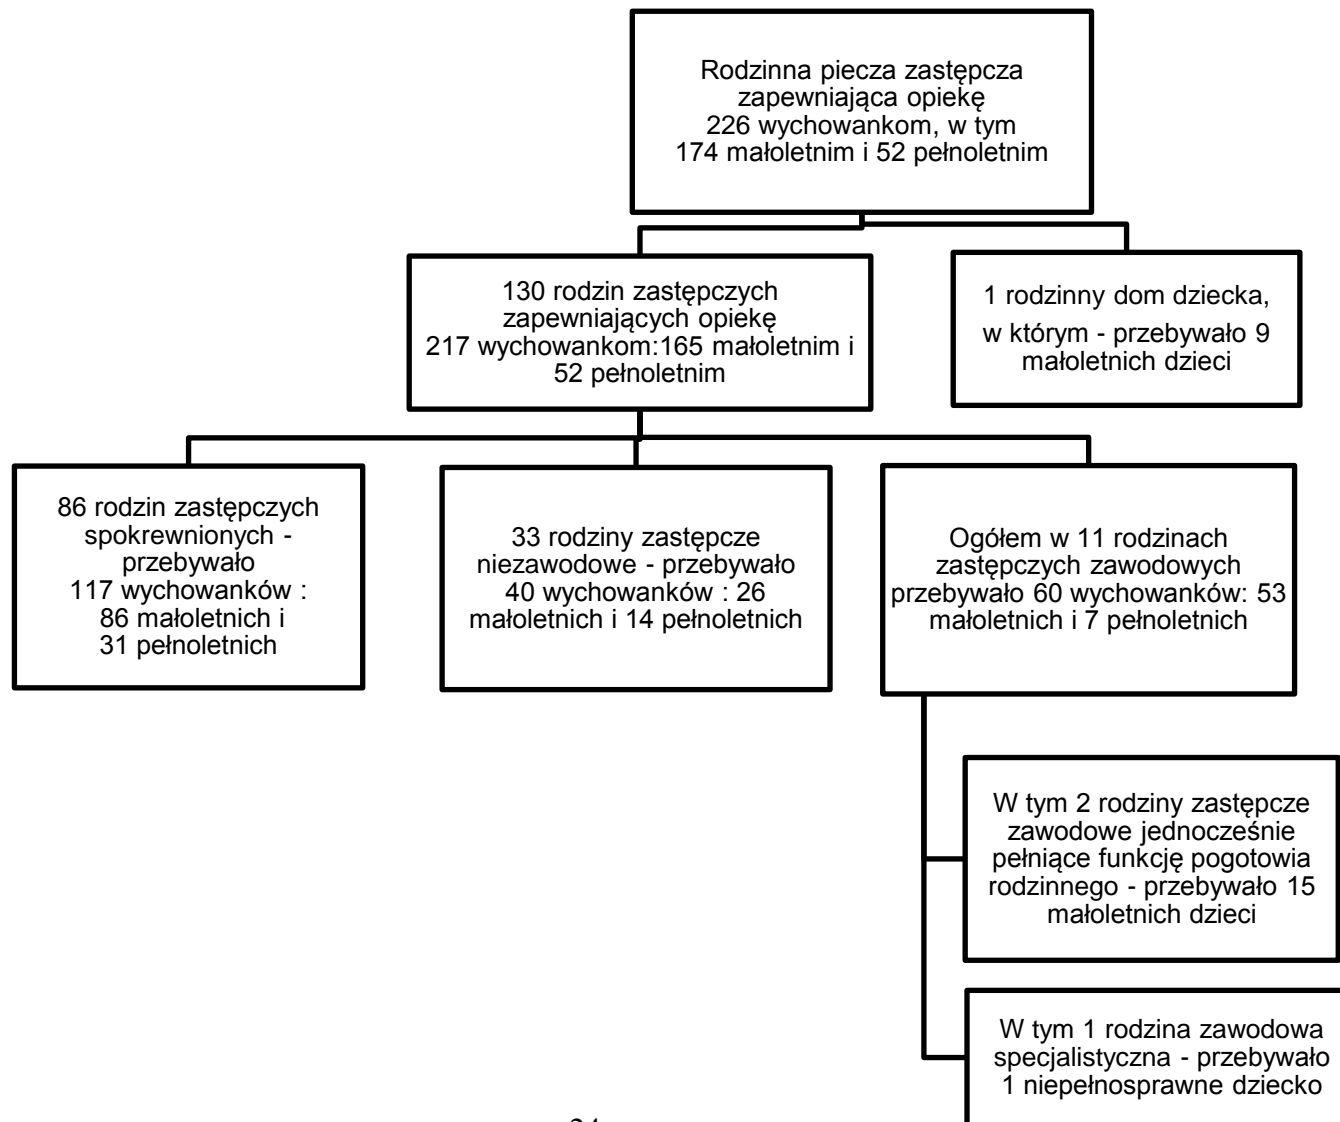 Rodzinna piecza zastępcza
zapewniająca opiekę
226 wychowankom, w tym
174 małoletnim i 52 pełnoletnim
130 rodzin zastępczych
zapewniających opiekę
217 wychowankom:165 małoletnim i
52 pełnoletnim
1 rodzinny dom dziecka,
w którym - przebywało 9
małoletnich dzieci
86 rodzin zastępczych
spokrewnionych -
przebywało
117 wychowanków :
86 małoletnich i
31 pełnoletnich
33 rodziny zastępcze
niezawodowe - przebywało
40 wychowanków : 26
małoletnich i 14 pełnoletnich
Ogółem w 11 rodzinach
zastępczych zawodowych
przebywało 60 wychowanków: 53
małoletnich i 7 pełnoletnich
W tym 2 rodziny zastępcze
zawodowe jednocześnie
pełniące funkcję pogotowia
rodzinnego - przebywało 15
małoletnich dzieci
W tym 1 rodzina zawodowa
specjalistyczna - przebywało
1 niepełnosprawne dziecko